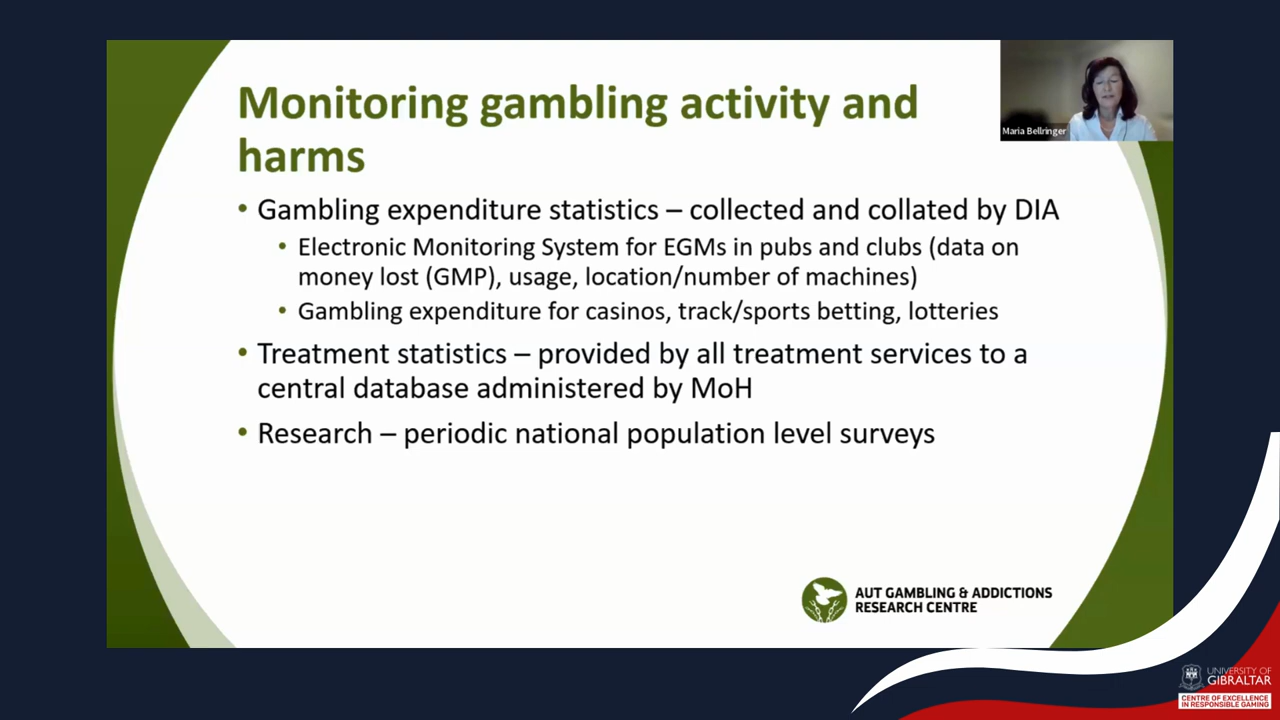 Monitoring gambling activity and
harms
• Gambling expenditure statistics – collected and collated by DIA
• Electronic Monitoring System for EGMs in pubs and clubs (data on
money lost (GMP), usage, location/number of machines)
• Gambling expenditure for casinos, track/sports betting, lotteries
• Treatment statistics – provided by all treatment services to a
central database administered by MoH
• Research – periodic national population level surveys
Maria Bellringer
AUT GAMBLING & ADDICTIONS
RESEARCH CENTRE
UNIVERSITY OF
GIBRALTAR
CENTRE OF EXCELLENCE
IN RESPONSIBLE GAMING